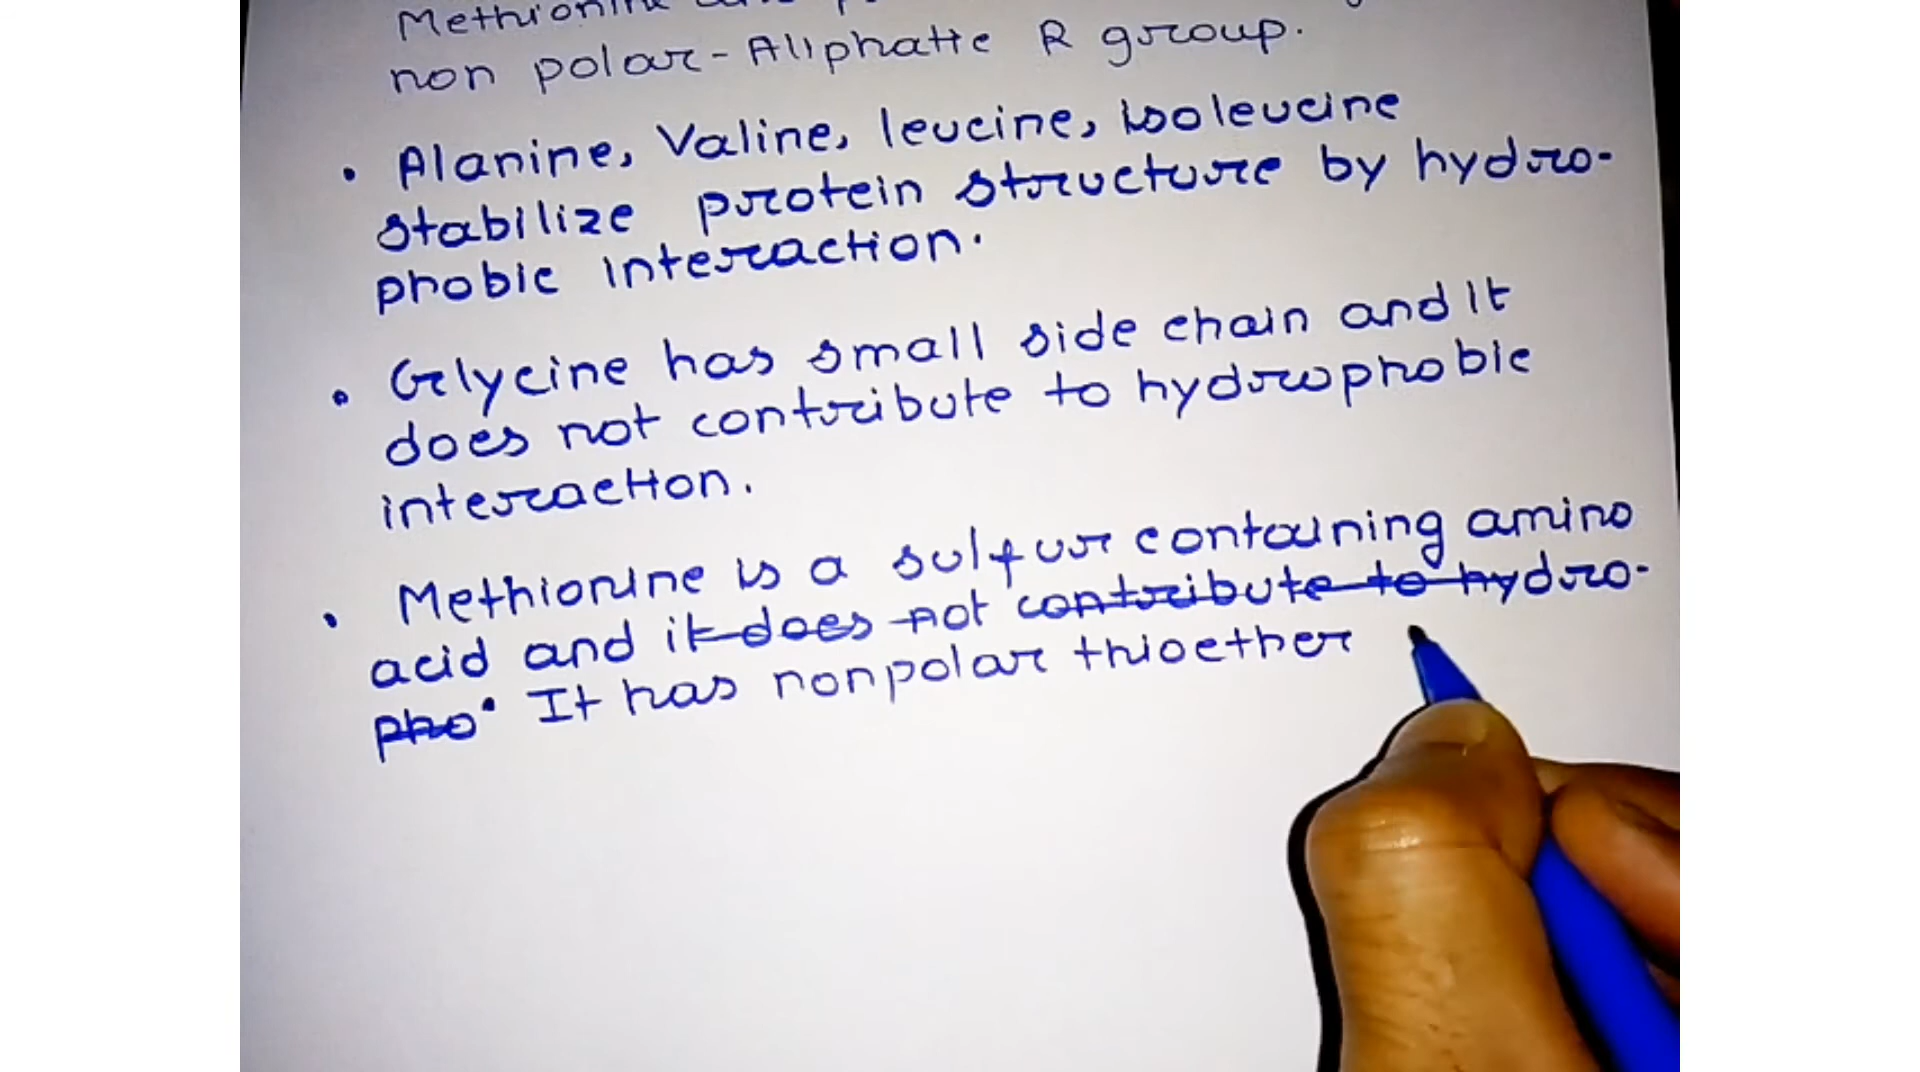 Methionine
non polar-Aliphatic R group.
• Alanine, Valine, leucine, isoleucine
stabilize protein structure by hydro-
phobic interaction.
• Glycine has small side chain and it
does not contribute to hydrophobic
interaction.
• Methionine is a sulfur containing amino
acid and it does not contribute to hydro-
pho• It has nonpolar thioether